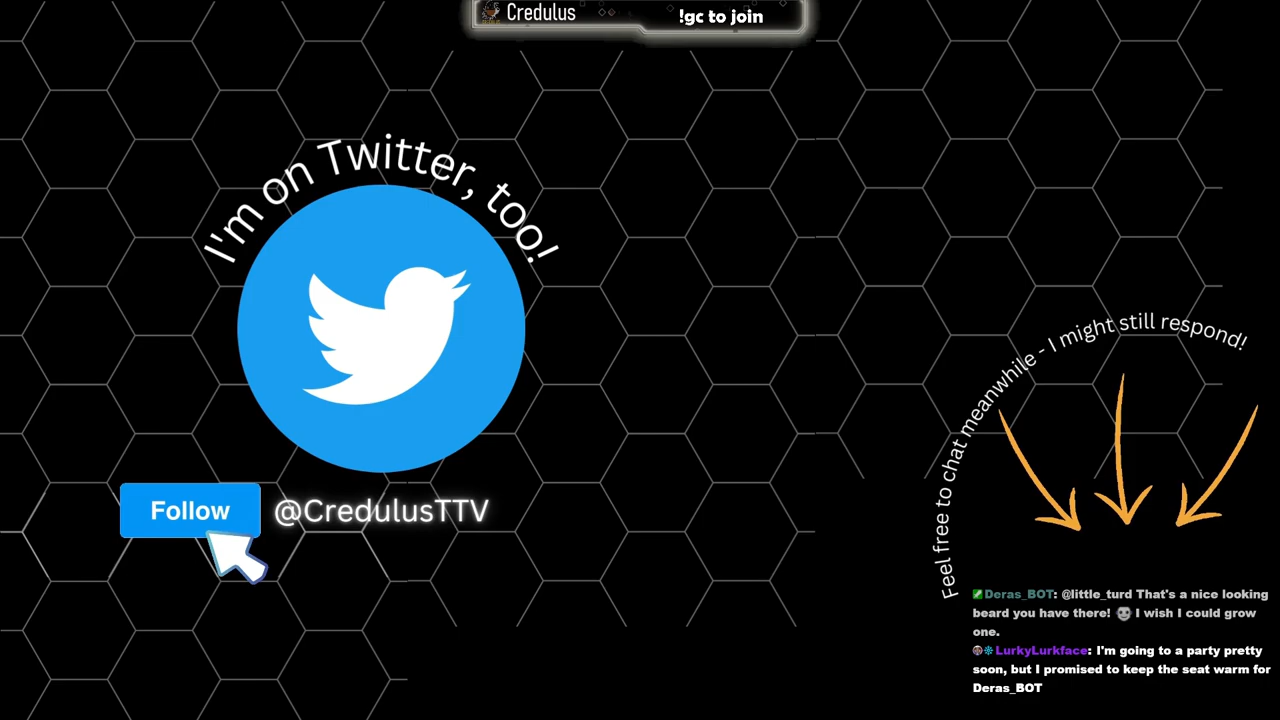 Credulus
!gc to join
I'm on Twitter, too!
Follow
@CredulusTTV
Feel free to chat meanwhile - I might still respond!
Deras_BOT: @little_turd That's a nice looking
beard you have there! I wish I could grow
one.
LurkyLurkface: I'm going to a party pretty
soon, but I promised to keep the seat warm for
Deras_BOT